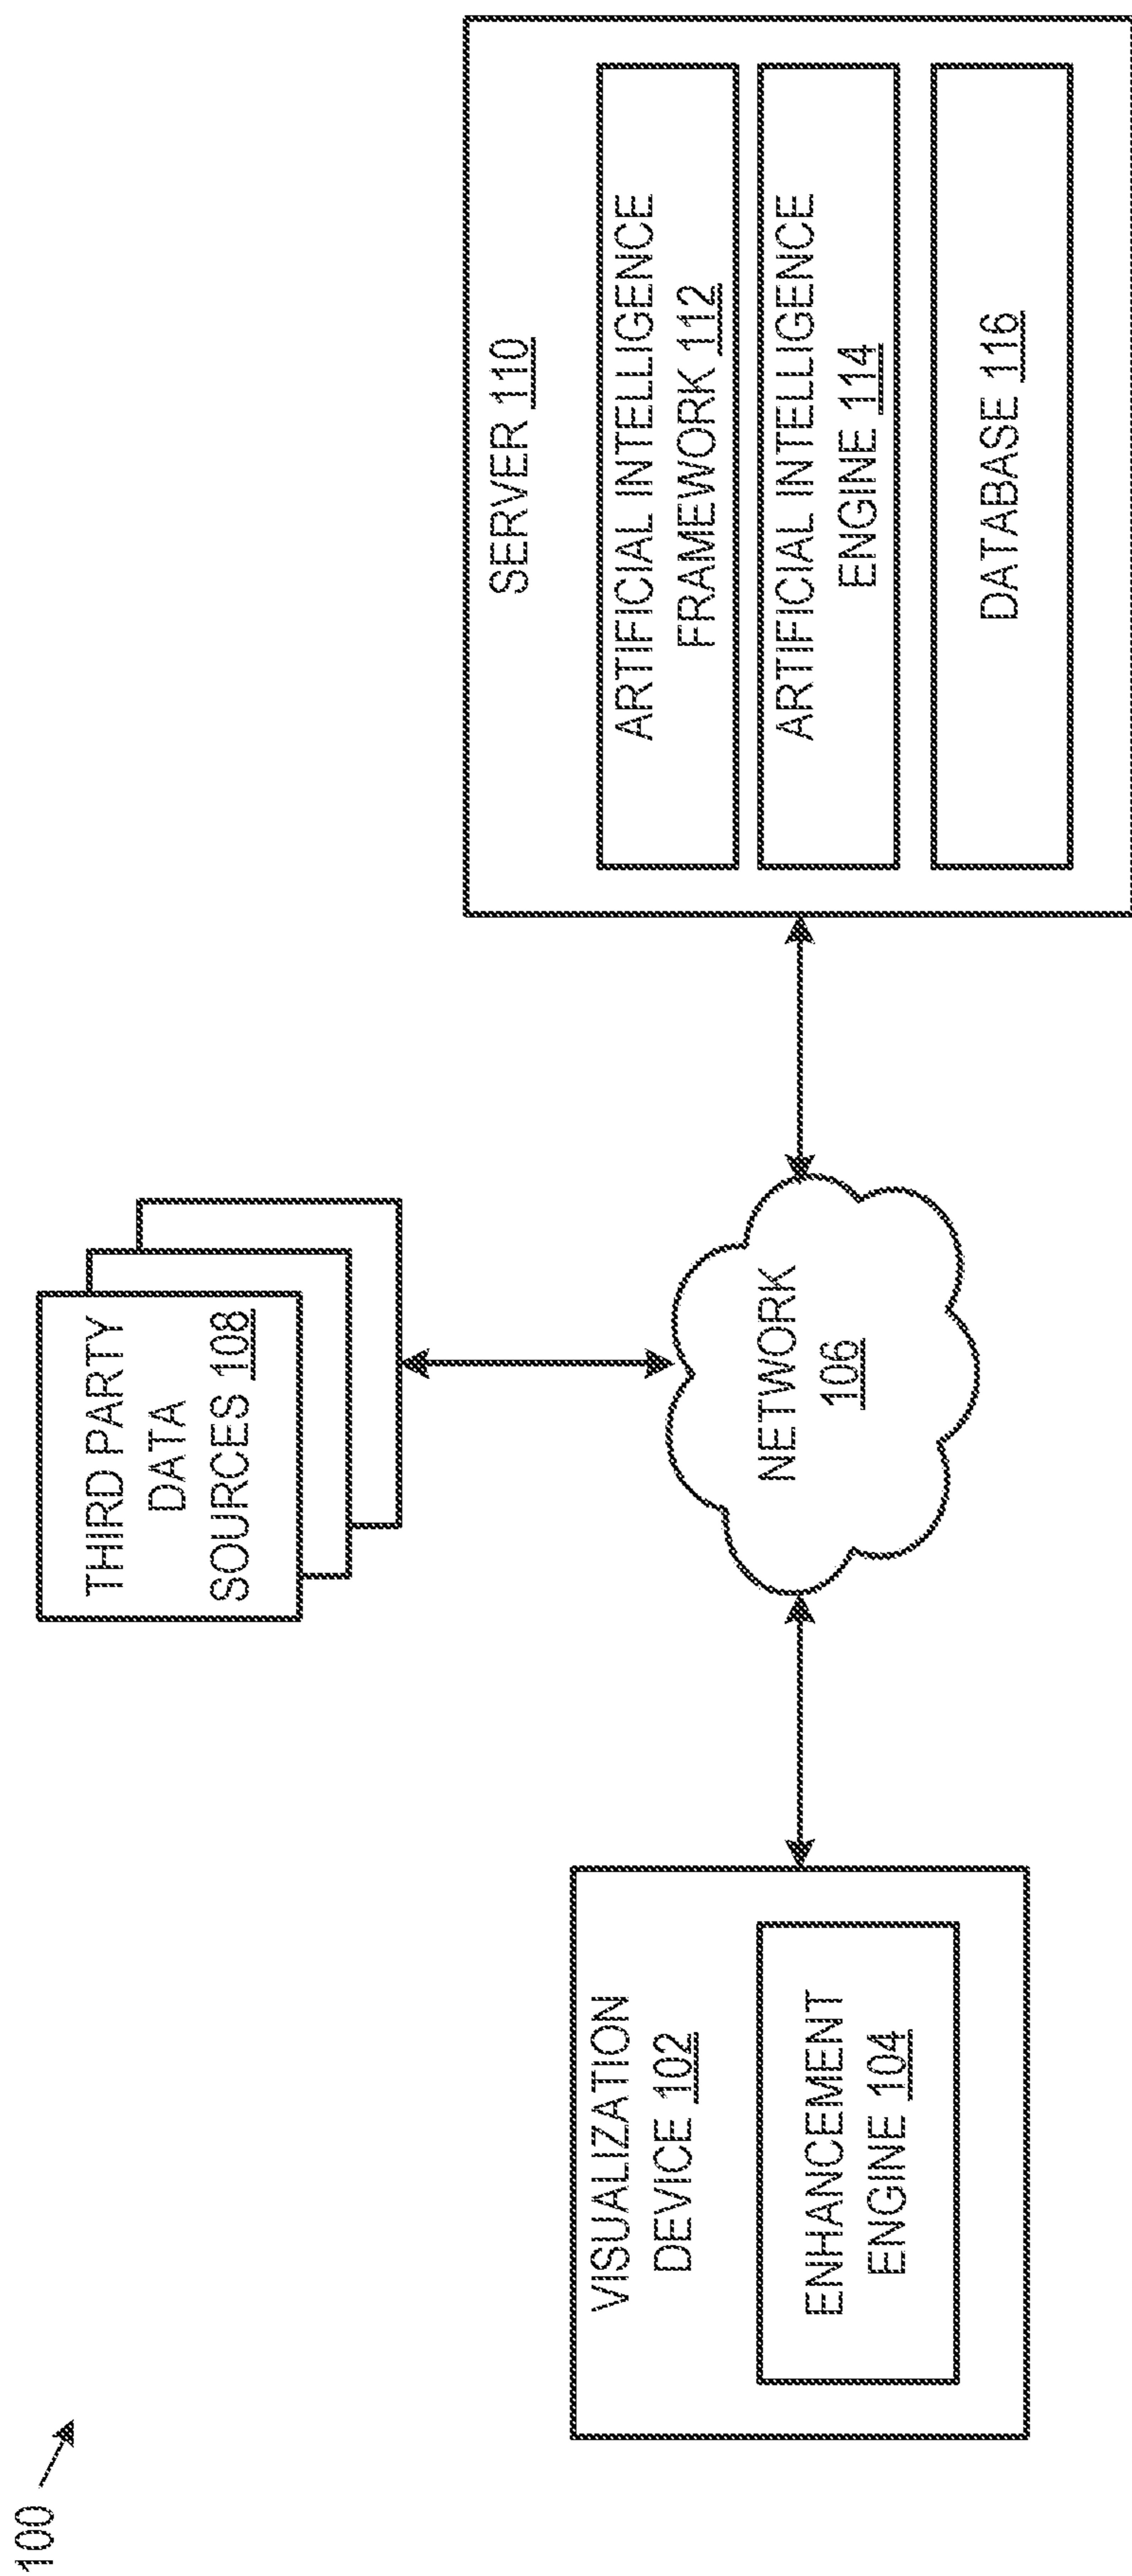 100
THIRD PARTY
DATA
SOURCES 108
VISUALIZATION
DEVICE 102
ENHANCEMENT
ENGINE 104
NETWORK
106
SERVER 110
ARTIFICIAL INTELLIGENCE
FRAMEWORK 112
ARTIFICIAL INTELLIGENCE
ENGINE 114
DATABASE 116